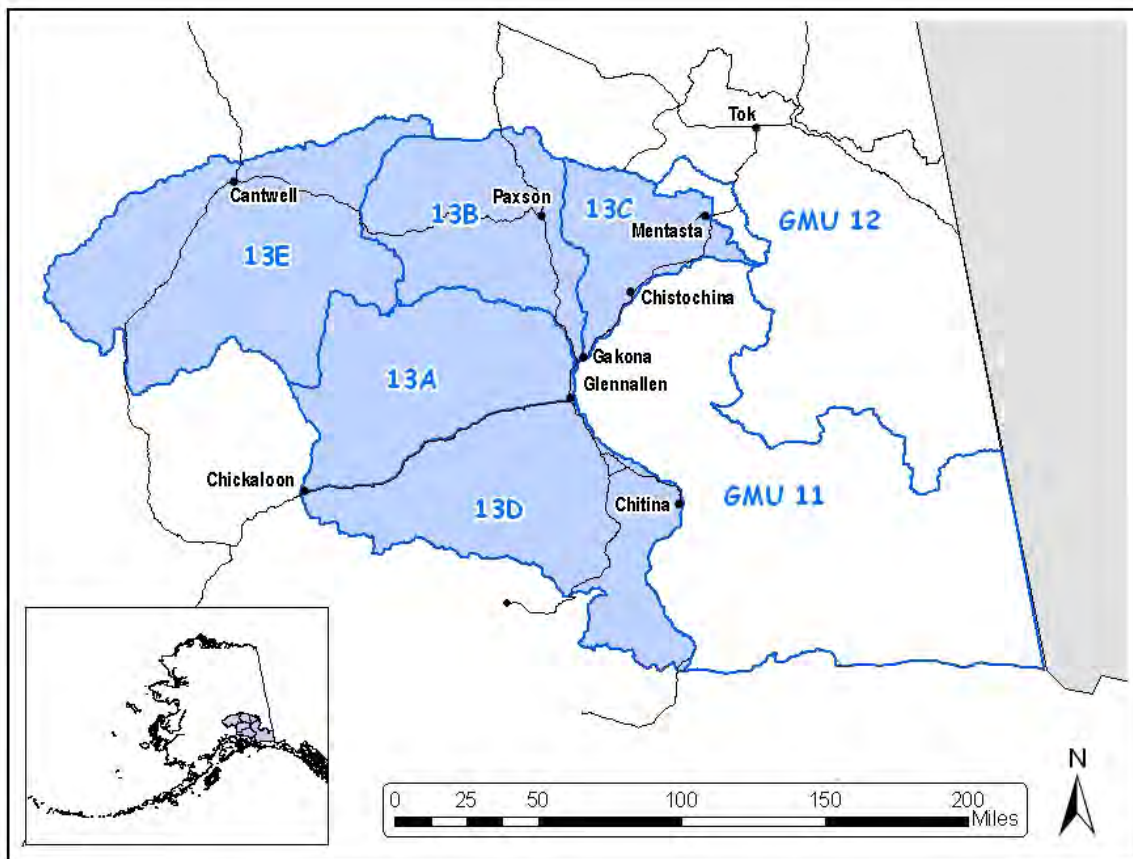 Tok
Cantwell
Paxson
13B
13C
Mentasta
GMU 12
13E
Chistochina
Gakona
13A
Glennallen
Chickaloon
13D
Chitina
GMU 11
N
0 25 50 100 150 200
Miles